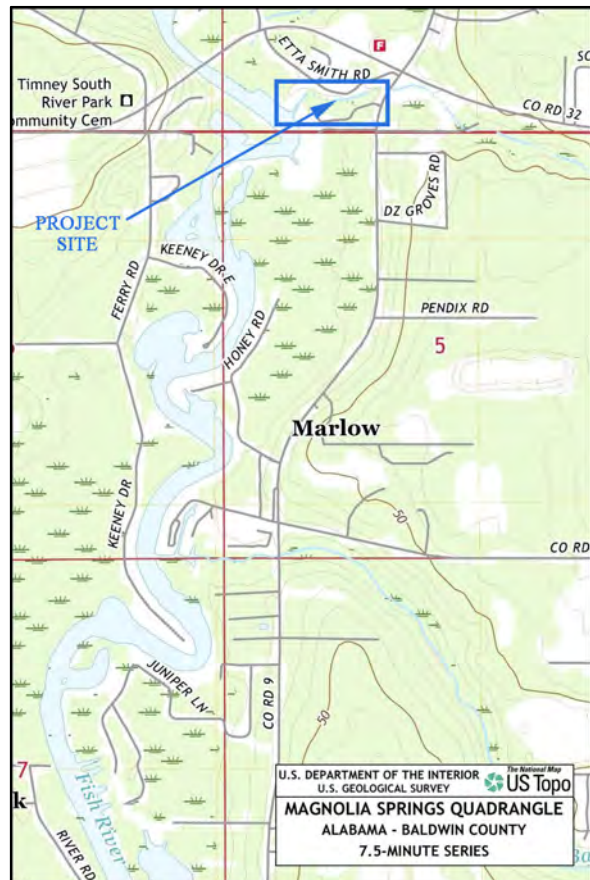 ETTA SMITH RD
F
SC
Timney South
River Park
ommunity Cem
CO RD 32
DZ GROVES RD
PROJECT
SITE
KEENEY DR E
FERRY RD
HONEY RD
PENDIX RD
5
Marlow
KEENEY DR
50
CO RD
JUNIPER LN
CO RD 9
50
7
k
Fish River
RIVER RD
U.S. DEPARTMENT OF THE INTERIOR
U.S. GEOLOGICAL SURVEY
The National Map
US Topo
MAGNOLIA SPRINGS QUADRANGLE
ALABAMA - BALDWIN COUNTY
7.5-MINUTE SERIES
Ba